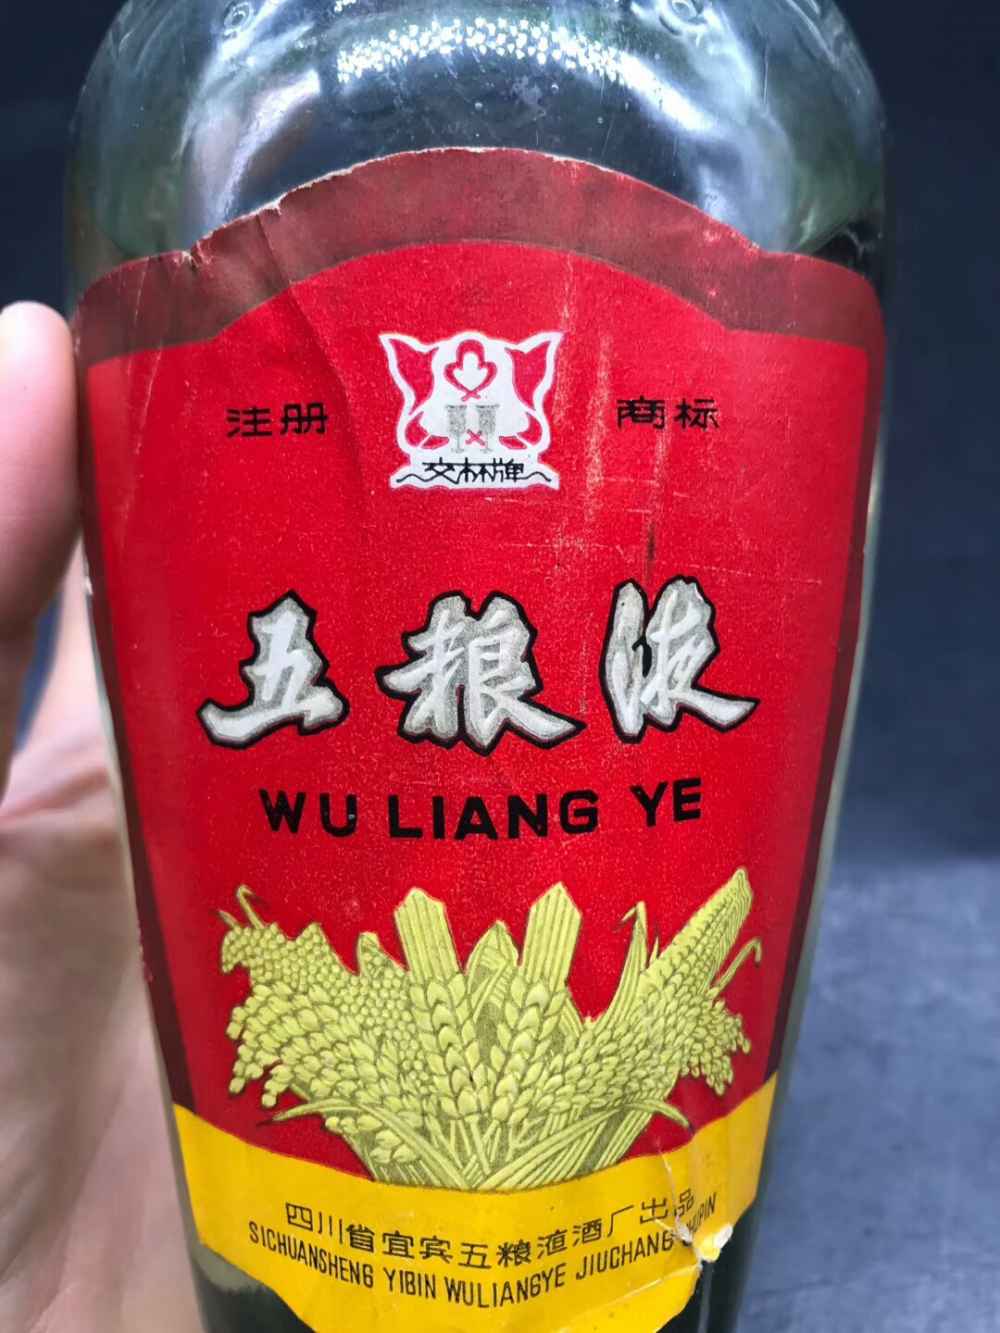 注册 商标
交杯牌
五粮液
WU LIANG YE
四川省宜宾五粮液酒厂出品
SICHUANSHENG YIBIN WULIANGYE JIUCHANG CHUPIN